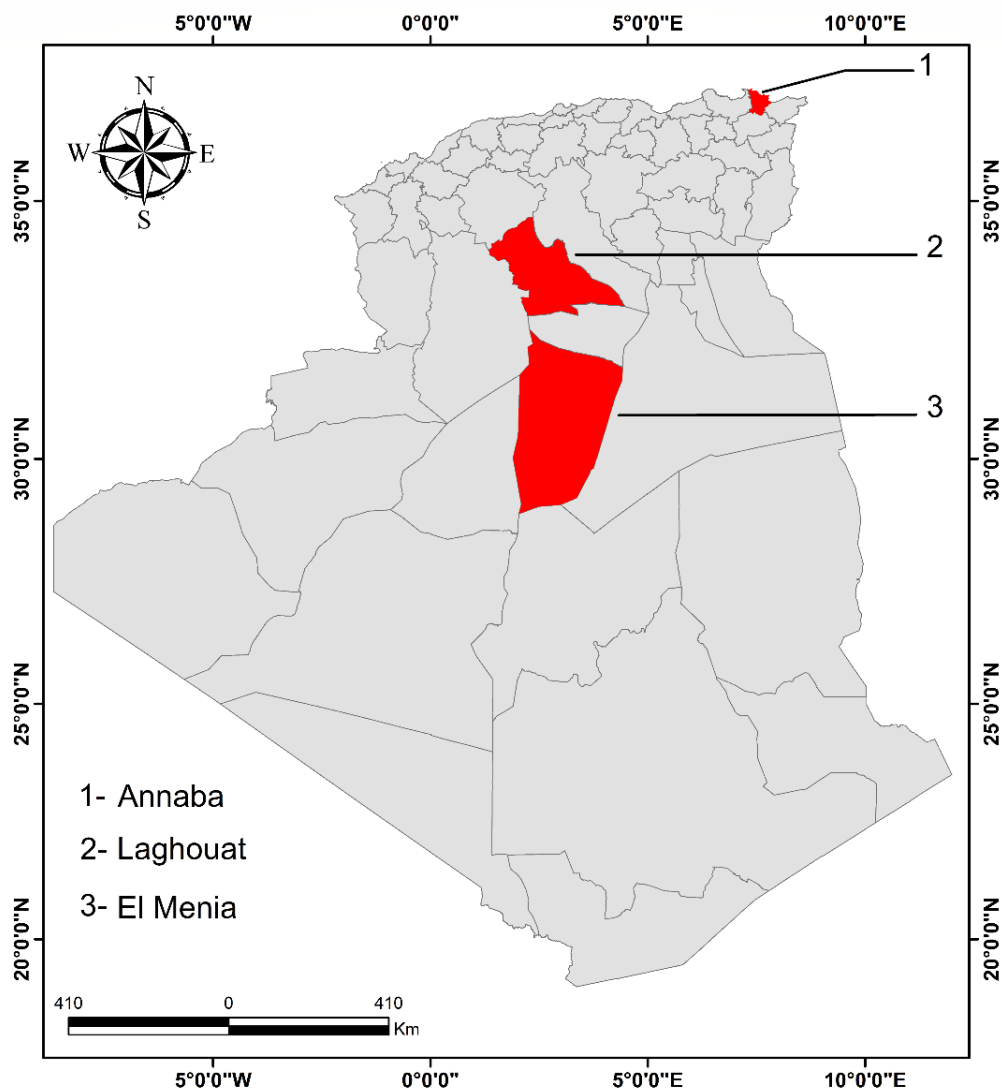 5°0'0"W 0°0'0"E 5°0'0"E 10°0'0"E
1
N
W E
S
35°0'0"N 35°0'0"N
2
3
30°0'0"N 30°0'0"N
25°0'0"N 25°0'0"N
1- Annaba
2- Laghouat
3- El Menia
20°0'0"N 20°0'0"N
410 0 410
Km
5°0'0"W 0°0'0"E 5°0'0"E 10°0'0"E